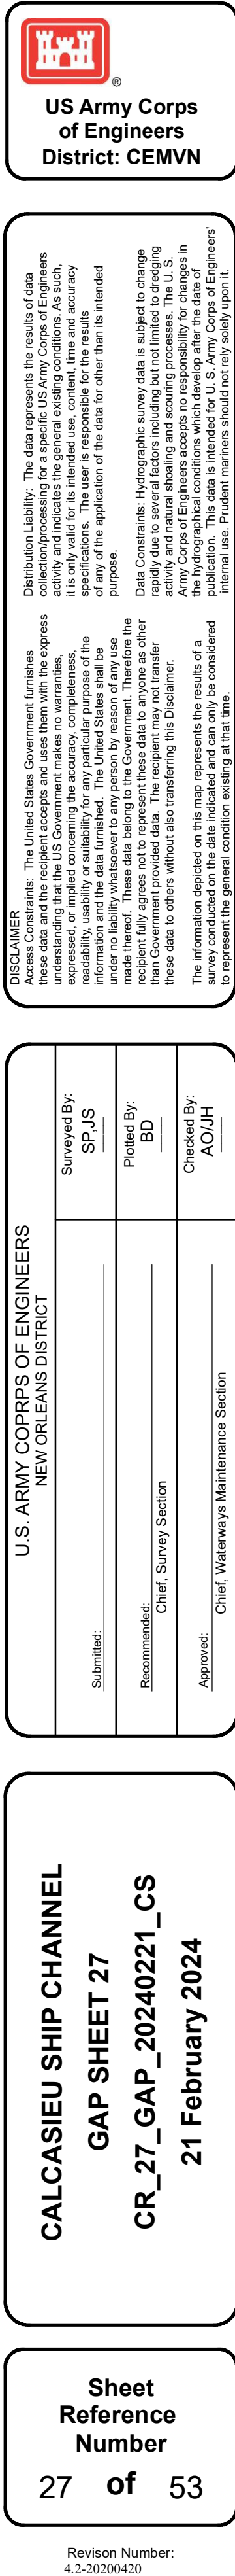 ®
US Army Corps
of Engineers
District: CEMVN
DISCLAIMER
Access Constraints: The United States Government furnishes
these data and the recipient accepts and uses them with the express
understanding that the US Government makes no warranties,
expressed, or implied concerning the accuracy, completeness,
readability, usability or suitability for any particular purpose of the
information and the data furnished. The United States shall be
under no liability whatsoever to any person by reason of any use
made thereof. These data belong to the Government. Therefore the
recipient fully agrees not to represent these data to anyone as other
than Government provided data. The recipient may not transfer
these data to others without also transferring this Disclaimer.
The information depicted on this map represents the results of a
survey conducted on the date indicated and can only be considered
to represent the general condition existing at that time.
Distribution Liability: The data represents the results of data
collection/processing for a specific US Army Corps of Engineers
activity and indicates the general existing conditions. As such,
it is only valid for its intended use, content, time and accuracy
specifications. The user is responsible for the results
of any of the application of the data for other than its intended
purpose.
Data Constraints: Hydrographic survey data is subject to change
rapidly due to several factors including but not limited to dredging
activity and natural shoaling and scouring processes. The U. S.
Army Corps of Engineers accepts no responsibility for changes in
the hydrographical conditions which develop after the date of
publication. This data is intended for U. S. Army Corps of Engineers'
internal use. Prudent mariners should not rely solely upon it.
U.S. ARMY COPRPS OF ENGINEERS
NEW ORLEANS DISTRICT
Submitted:
Surveyed By:
SP,JS
Recommended:
Chief, Survey Section
Plotted By:
BD
Approved:
Chief, Waterways Maintenance Section
Checked By:
AO/JH
CALCASIEU SHIP CHANNEL
GAP SHEET 27
CR_27_GAP_20240221_CS
21 February 2024
Sheet
Reference
Number
27 of 53
Revison Number:
4.2-20200420